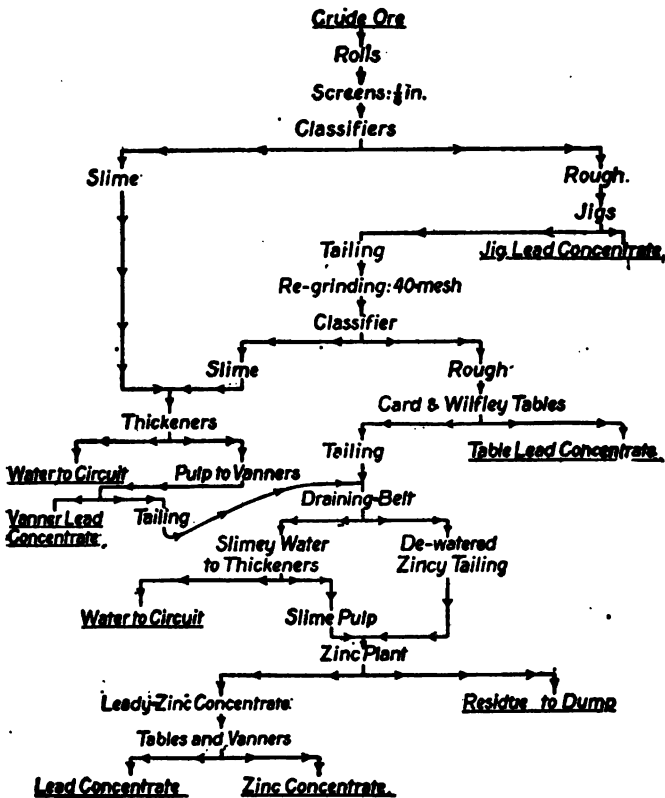 Crude Ore
Rolls
Screens: ⅛ in.
Classifiers
Slime
Rough.
Jigs
Tailing
Jig Lead Concentrate.
Re-grinding: 40-mesh
Classifier
Slime
Rough
Card & Wilfley Tables
Thickeners
Tailing
Table Lead Concentrate.
Water to Circuit
Pulp to Vanners
Vanner Lead
Concentrate.
Tailing
Draining-Belt
Slimey Water
to Thickeners
De-watered
Zincy Tailing
Water to Circuit
Slime Pulp
Zinc Plant
Leady-Zinc Concentrate
Residue to Dump
Tables and Vanners
Lead Concentrate
Zinc Concentrate.